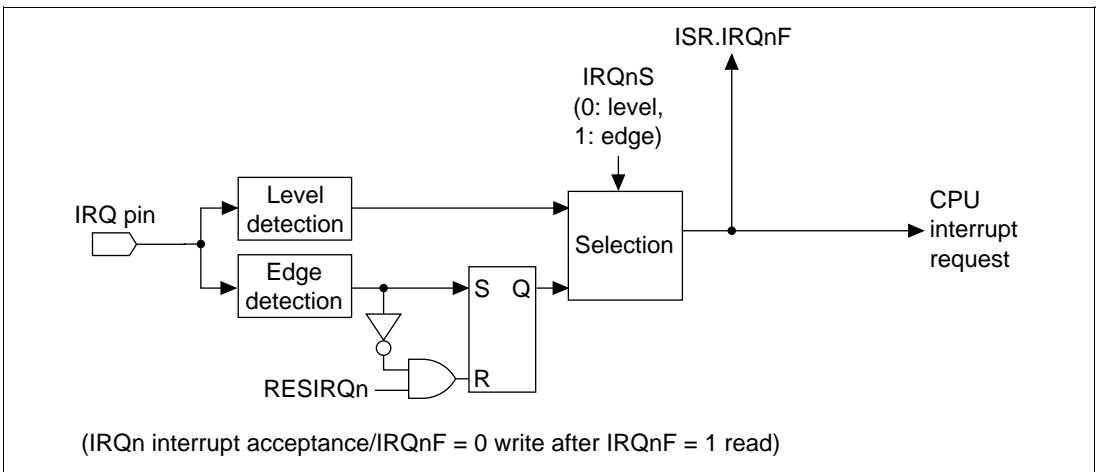 ISR.IRQnF
IRQnS
(0: level,
1: edge)
Level
detection
IRQ pin
CPU
interrupt
request
Selection
Edge
detection
S Q
R
RESIRQn
(IRQn interrupt acceptance/IRQnF = 0 write after IRQnF = 1 read)